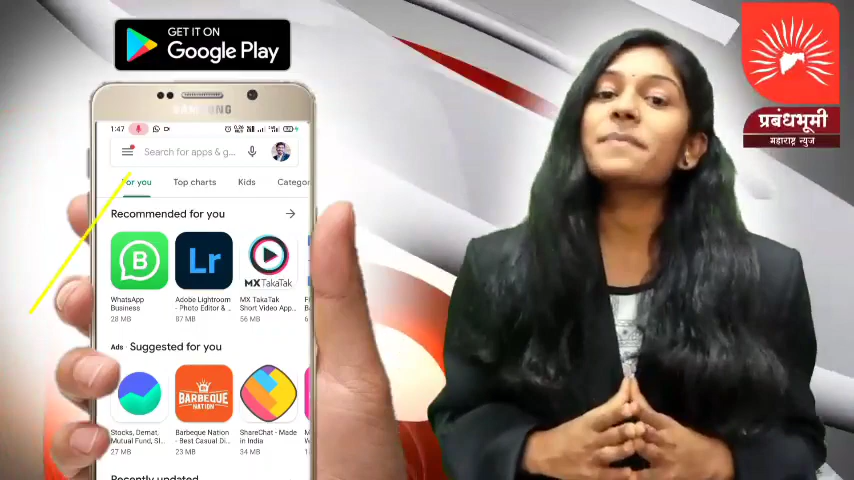 GET IT ON
Google Play
SAMSUNG
1:47
Search for apps & g...
For you Top charts Kids Categor
Recommended for you
B
Lr
MX TakaTak
WhatsApp
Business
28 MB
Adobe Lightroom
- Photo Editor & ..
87 MB
MX TakaTak
Short Video App...
56 MB
Ads · Suggested for you
BARBEQUE
NATION
Stocks, Demat,
Mutual Fund, SI...
23 MB
Barbeque Nation
- Best Casual Di...
23 MB
ShareChat - Made
in India
34 MB
Recently updated
प्रबंधभूमी
महाराष्ट्र न्युज